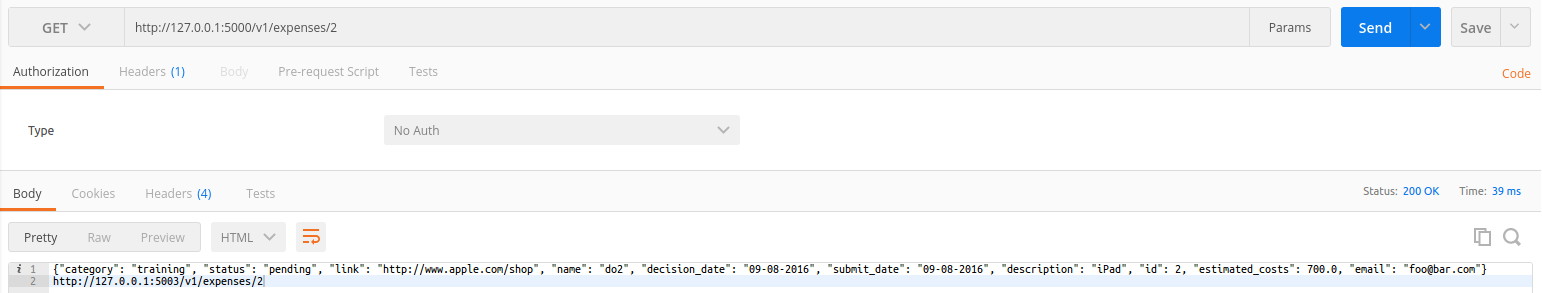 GET http://127.0.0.1:5000/v1/expenses/2 Params Send Save
Authorization Headers (1) Body Pre-request Script Tests Code
Type No Auth
Body Cookies Headers (4) Tests Status: 200 OK Time: 39 ms
Pretty Raw Preview HTML
i 1 {"category": "training", "status": "pending", "link": "http://www.apple.com/shop", "name": "do2", "decision_date": "09-08-2016", "submit_date": "09-08-2016", "description": "iPad", "id": 2, "estimated_costs": 700.0, "email": "foo@bar.com"}
2 http://127.0.0.1:5003/v1/expenses/2